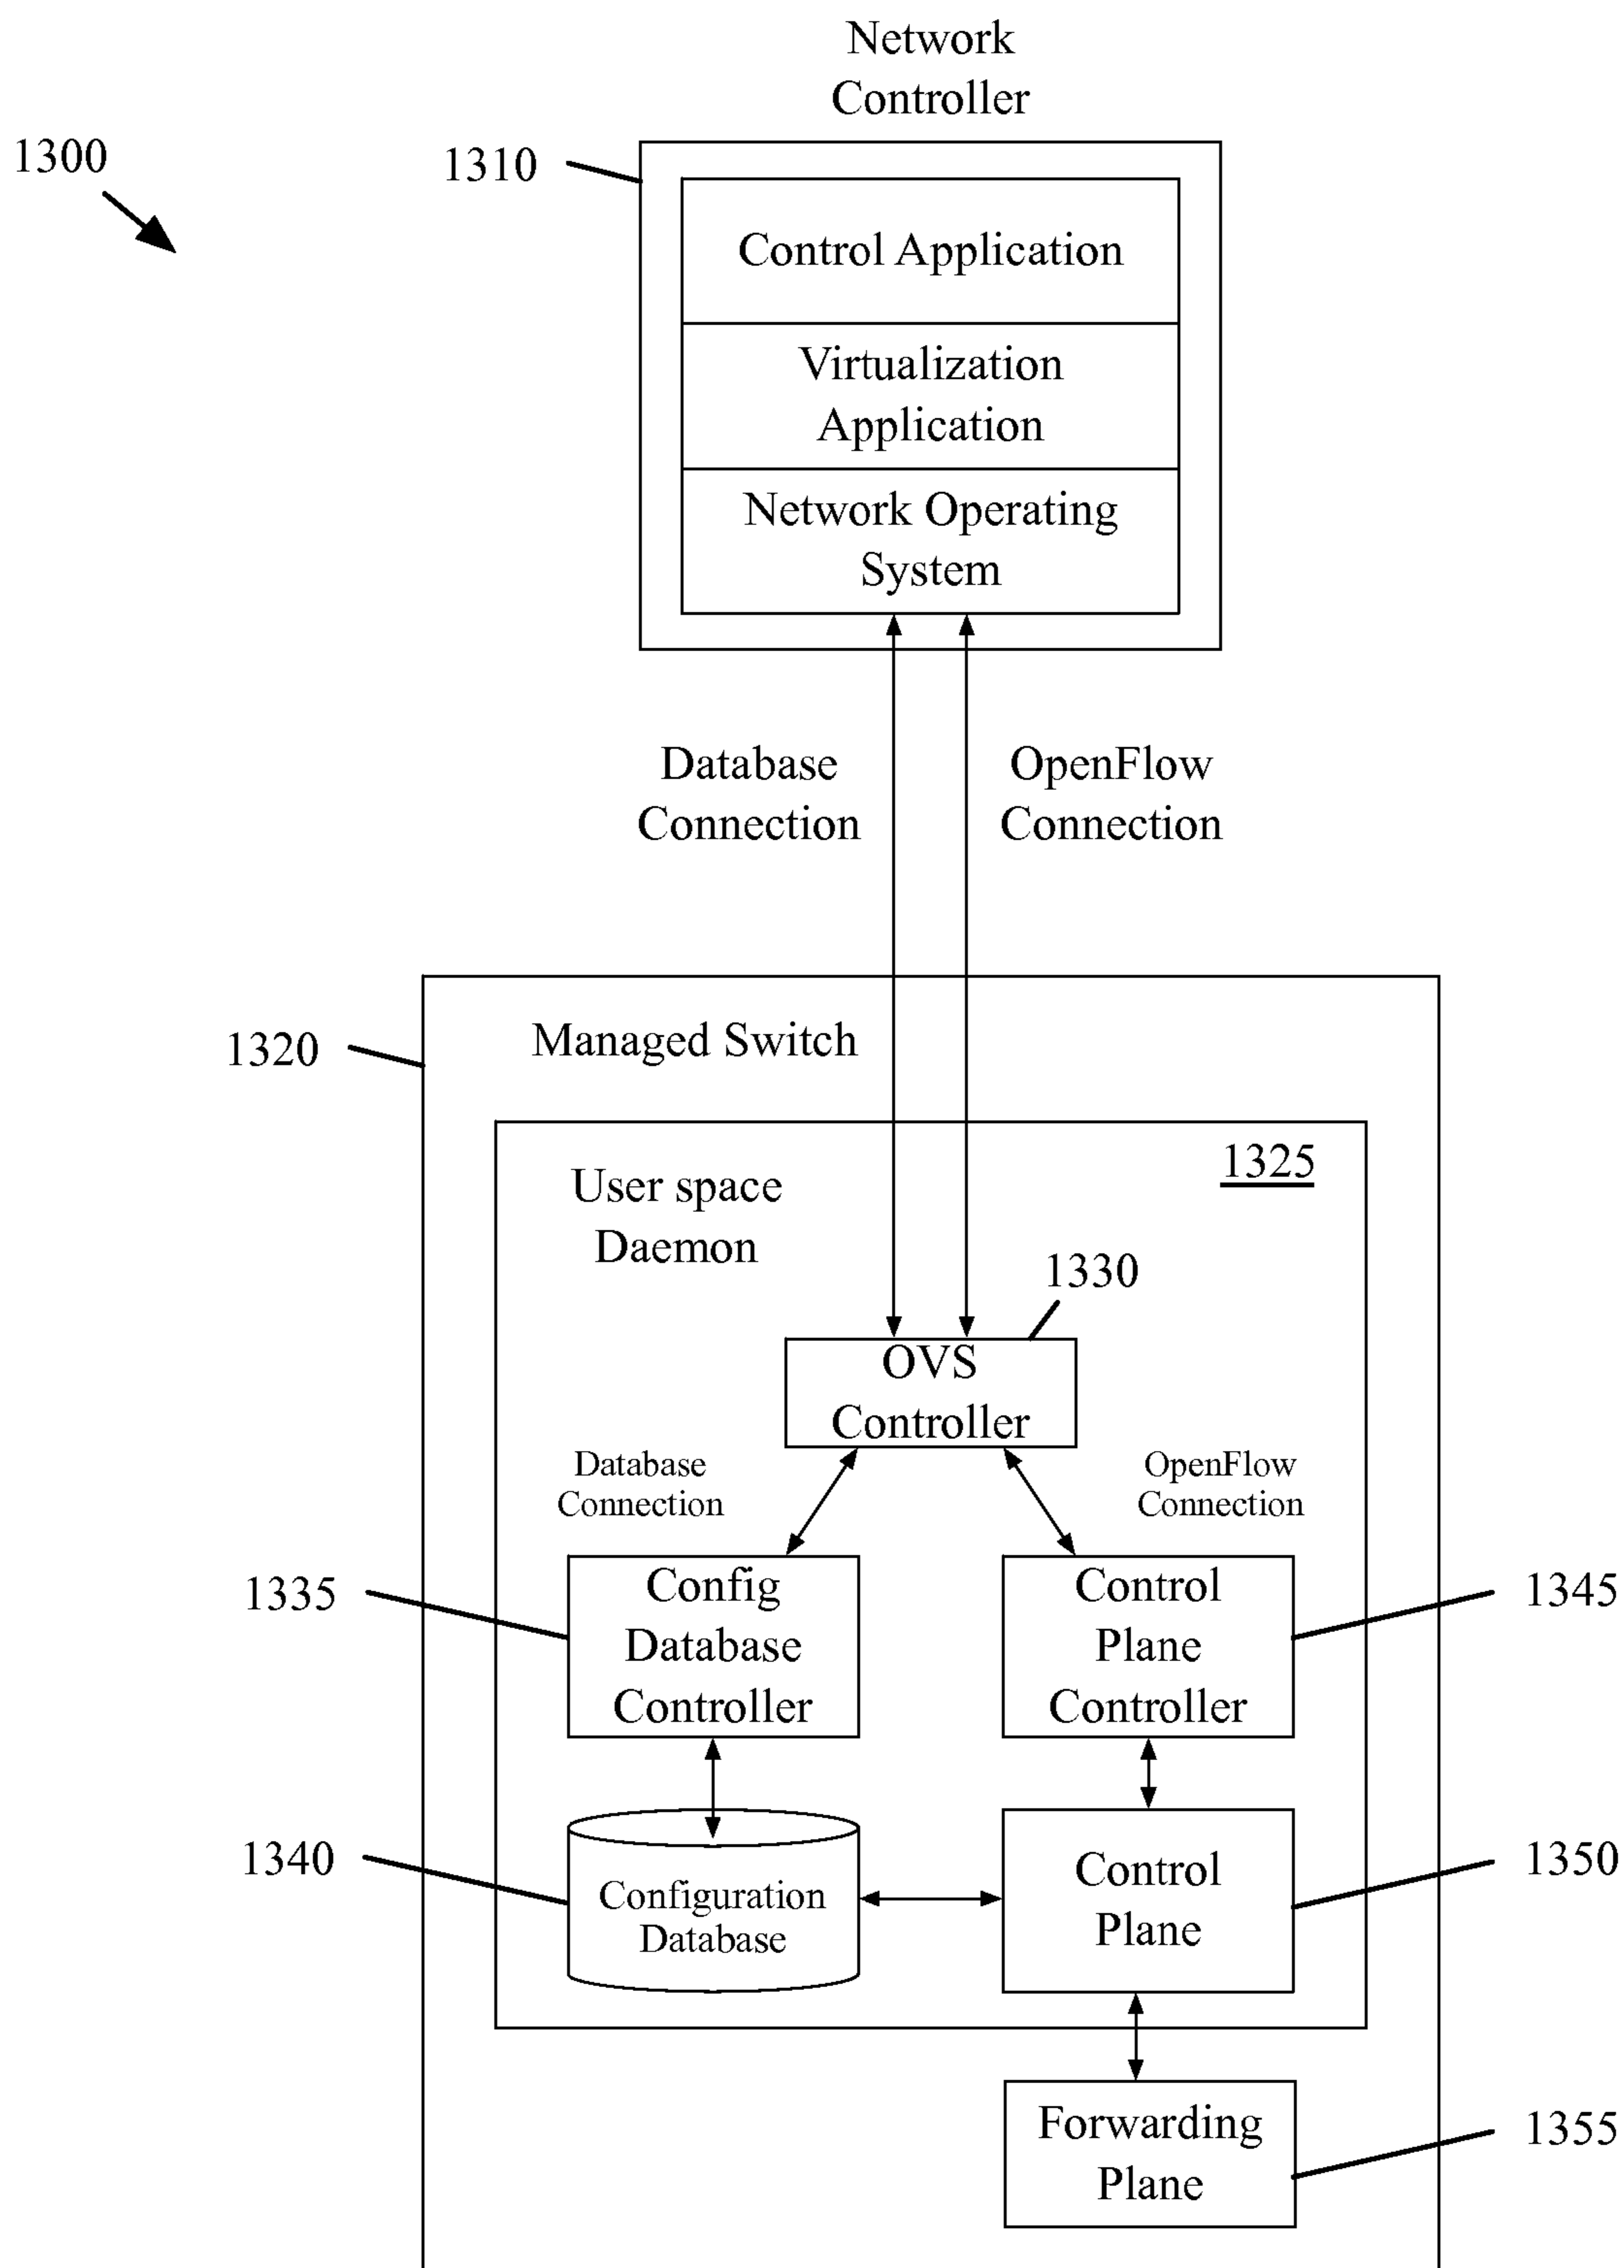 Network
Controller
1300
1310
Control Application
Virtualization
Application
Network Operating
System
Database
Connection
OpenFlow
Connection
1320
Managed Switch
1325
User space
Daemon
1330
OVS
Controller
Database
Connection
OpenFlow
Connection
1335
Config
Database
Controller
Control
Plane
Controller
1345
1340
Configuration
Database
Control
Plane
1350
Forwarding
Plane
1355